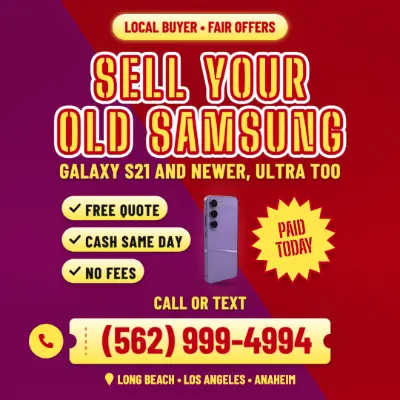 LOCAL BUYER • FAIR OFFERS
SELL YOUR
OLD SAMSUNG
GALAXY S21 AND NEWER, ULTRA TOO
FREE QUOTE
CASH SAME DAY
NO FEES
PAID
TODAY
CALL OR TEXT
(562) 999-4994
LONG BEACH • LOS ANGELES • ANAHEIM